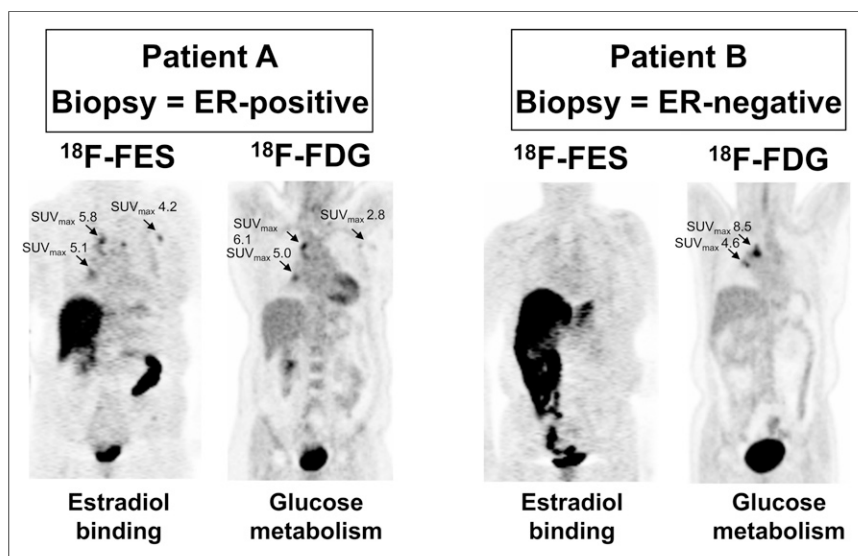 Patient A
Biopsy = ER-positive
¹⁸F-FES
¹⁸F-FDG
SUVmax 5.8
SUVmax 4.2
SUVmax 5.1
SUVmax
6.1
SUVmax 5.0
SUVmax 2.8
Estradiol
binding
Glucose
metabolism
Patient B
Biopsy = ER-negative
¹⁸F-FES
¹⁸F-FDG
SUVmax 8.5
SUVmax 4.6
Estradiol
binding
Glucose
metabolism